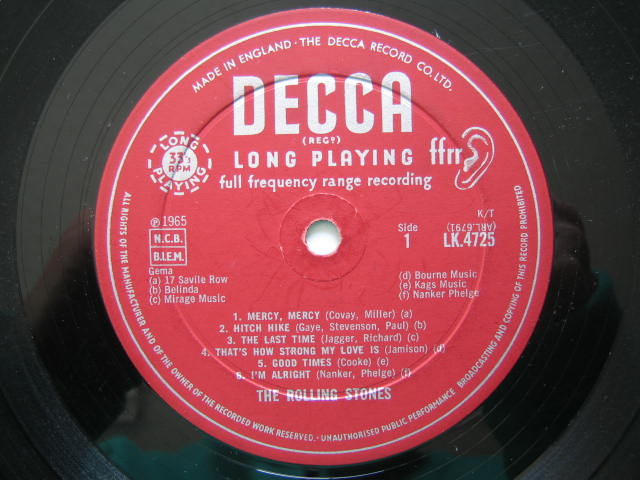 MADE IN ENGLAND · THE DECCA RECORD CO. LTD.
DECCA
(REGD)
LONG PLAYING ffrr
full frequency range recording
LONG
33⅓
RPM
PLAYING
K/T
(ARL.6791)
℗1965
N.C.B.
B.I.E.M.
Side
1
LK.4725
Gema
(a) 17 Savile Row
(b) Belinda
(c) Mirage Music
(d) Bourne Music
(e) Kags Music
(f) Nanker Phelge
1. MERCY, MERCY (Covay, Miller) (a)
2. HITCH HIKE (Gaye, Stevenson, Paul) (b)
3. THE LAST TIME (Jagger, Richard) (c)
4. THAT'S HOW STRONG MY LOVE IS (Jamison) (d)
5. GOOD TIMES (Cooke) (e)
6. I'M ALRIGHT (Nanker, Phelge) (f)
THE ROLLING STONES
ALL RIGHTS OF THE MANUFACTURER AND OF THE OWNER OF THE RECORDED WORK RESERVED · UNAUTHORISED PUBLIC PERFORMANCE BROADCASTING AND COPYING OF THIS RECORD PROHIBITED